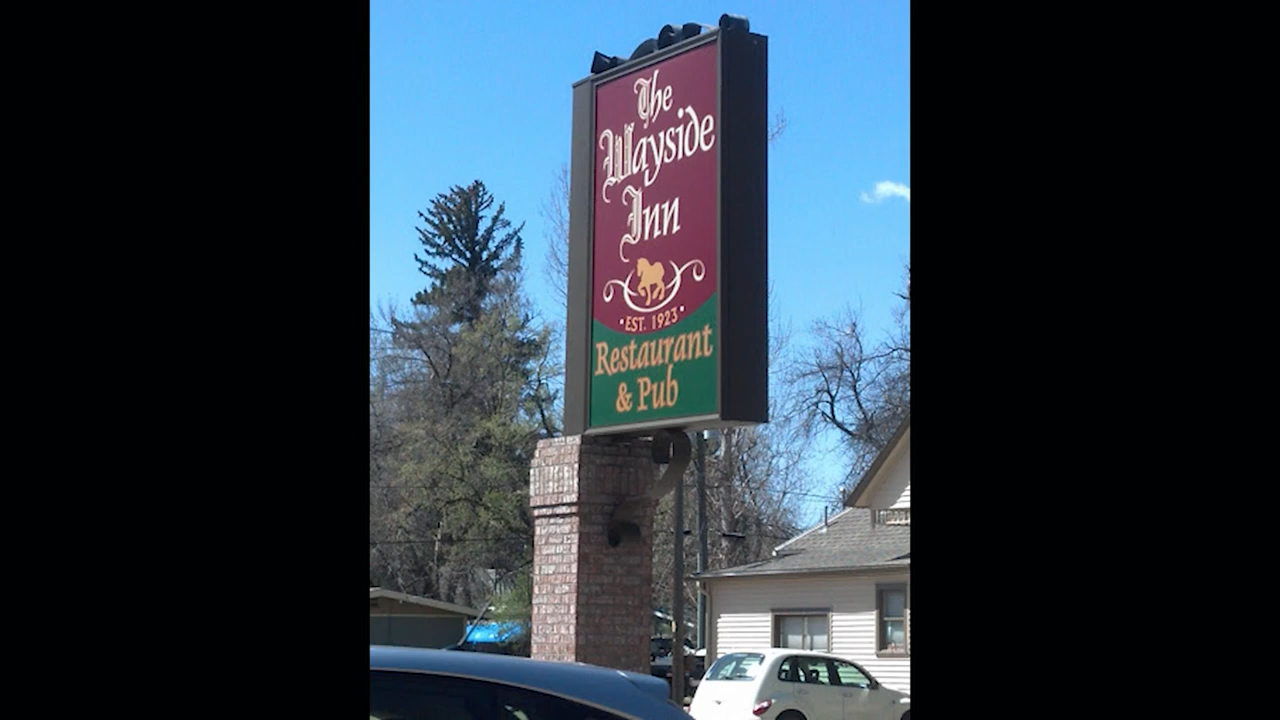 The
Wayside
Inn
• EST. 1923 •
Restaurant
& Pub